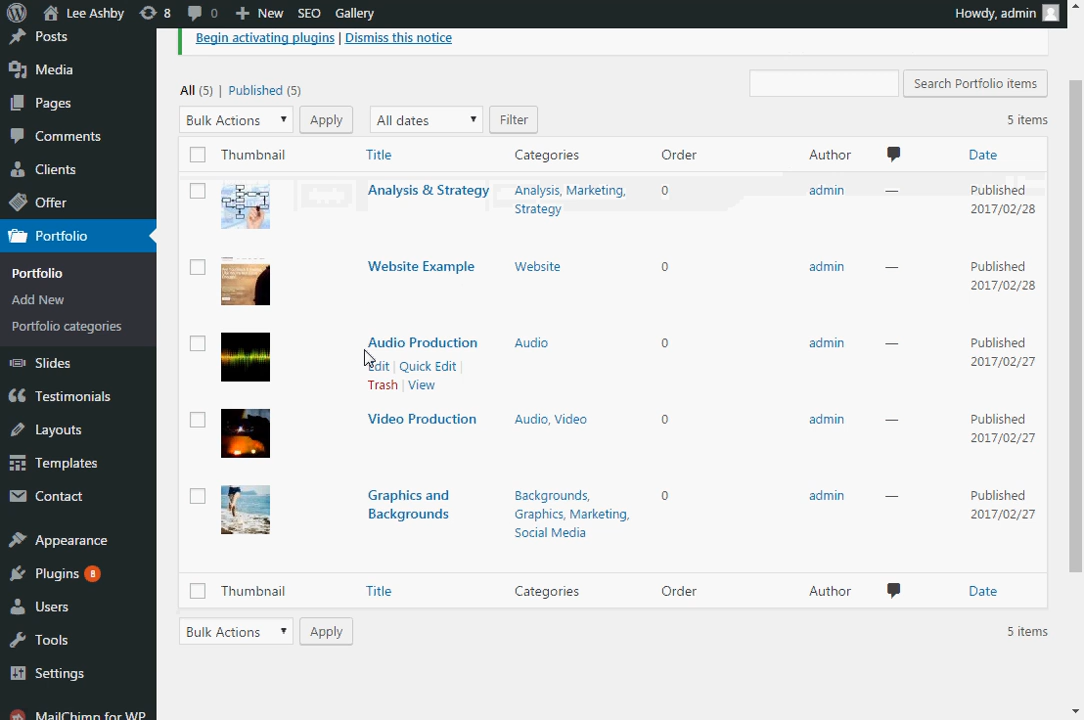 Lee Ashby 8 0 New SEO Gallery Howdy, admin
Posts
Media
Pages
Comments
Clients
Offer
Portfolio
Portfolio
Add New
Portfolio categories
Slides
Testimonials
Layouts
Templates
Contact
Appearance
Plugins 8
Users
Tools
Settings
MailChimp for WP
Begin activating plugins | Dismiss this notice
All (5) | Published (5)
Search Portfolio items
Bulk Actions Apply All dates Filter 5 items
Thumbnail Title Categories Order Author Date
Analysis & Strategy Analysis, Marketing, 0 admin — Published
Strategy 2017/02/28
Website Example Website 0 admin — Published
2017/02/28
Audio Production Audio 0 admin — Published
2017/02/27
Edit | Quick Edit |
Trash | View
Video Production Audio, Video 0 admin — Published
2017/02/27
Graphics and Backgrounds, 0 admin — Published
Backgrounds Graphics, Marketing, 2017/02/27
Social Media
Thumbnail Title Categories Order Author Date
Bulk Actions Apply 5 items